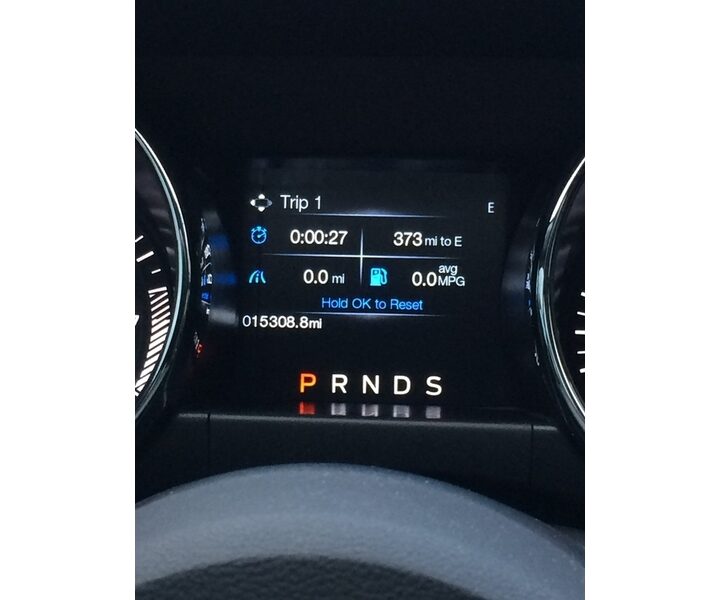 Trip 1
E
0:00:27 373 mi to E
0.0 mi 0.0 avg MPG
Hold OK to Reset
015308.8mi
P R N D S